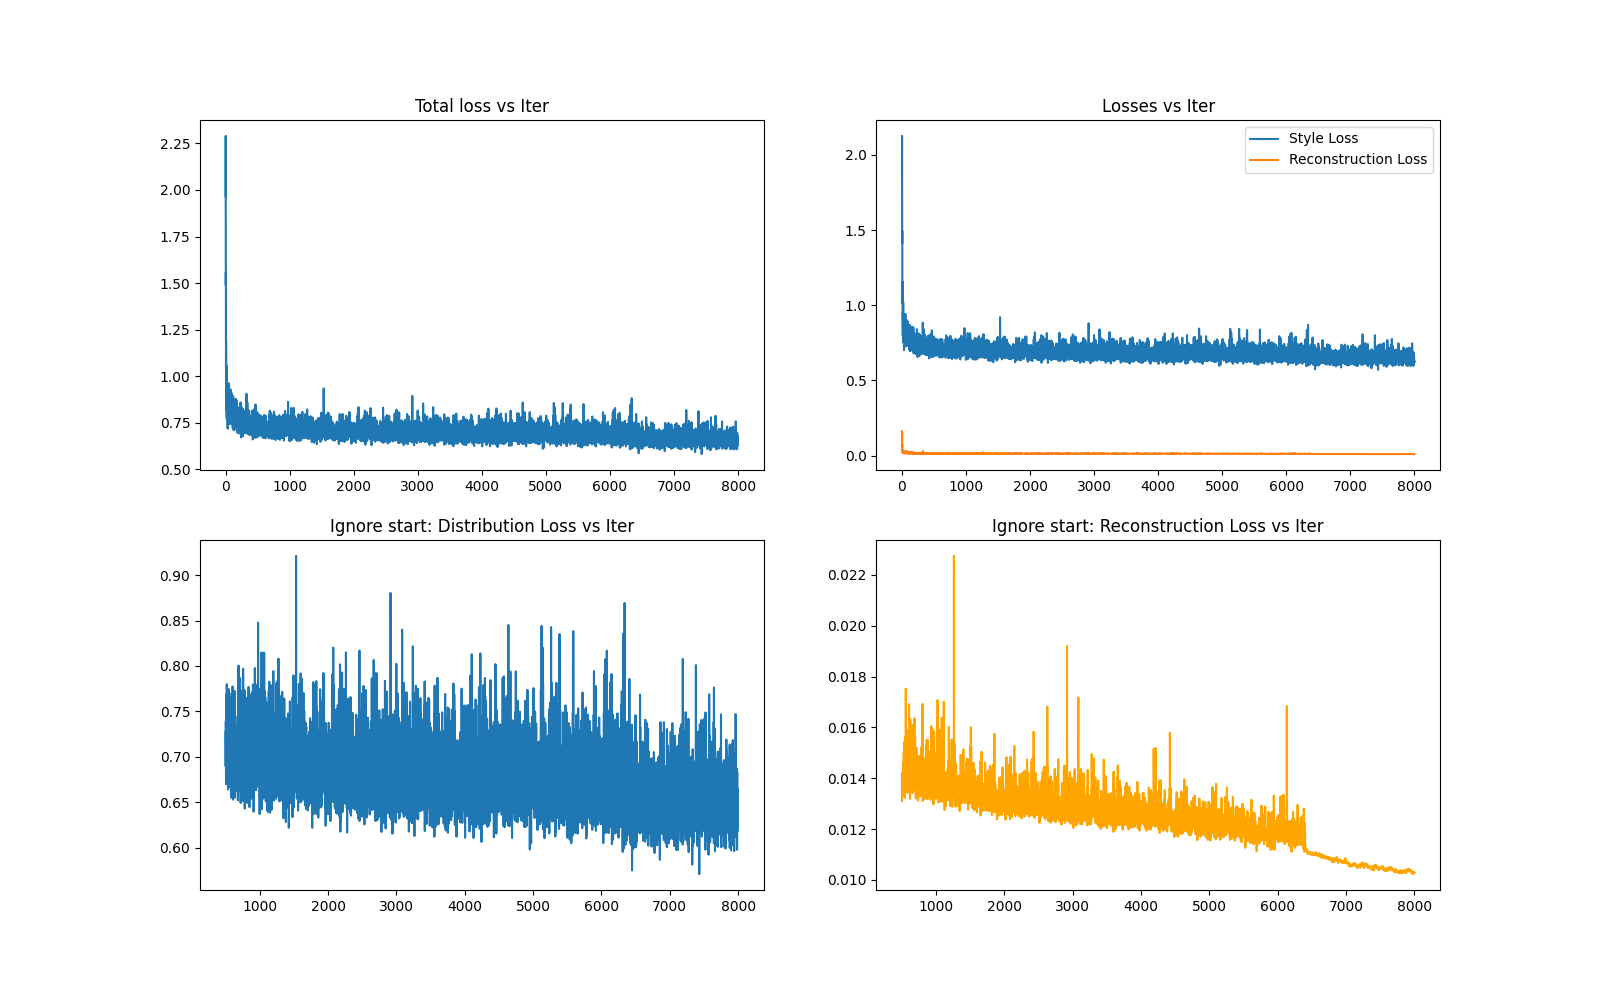 Total loss vs Iter
2.25
2.00
1.75
1.50
1.25
1.00
0.75
0.50
0 1000 2000 3000 4000 5000 6000 7000 8000
Losses vs Iter
Style Loss
Reconstruction Loss
2.0
1.5
1.0
0.5
0.0
0 1000 2000 3000 4000 5000 6000 7000 8000
Ignore start: Distribution Loss vs Iter
0.90
0.85
0.80
0.75
0.70
0.65
0.60
1000 2000 3000 4000 5000 6000 7000 8000
Ignore start: Reconstruction Loss vs Iter
0.022
0.020
0.018
0.016
0.014
0.012
0.010
1000 2000 3000 4000 5000 6000 7000 8000